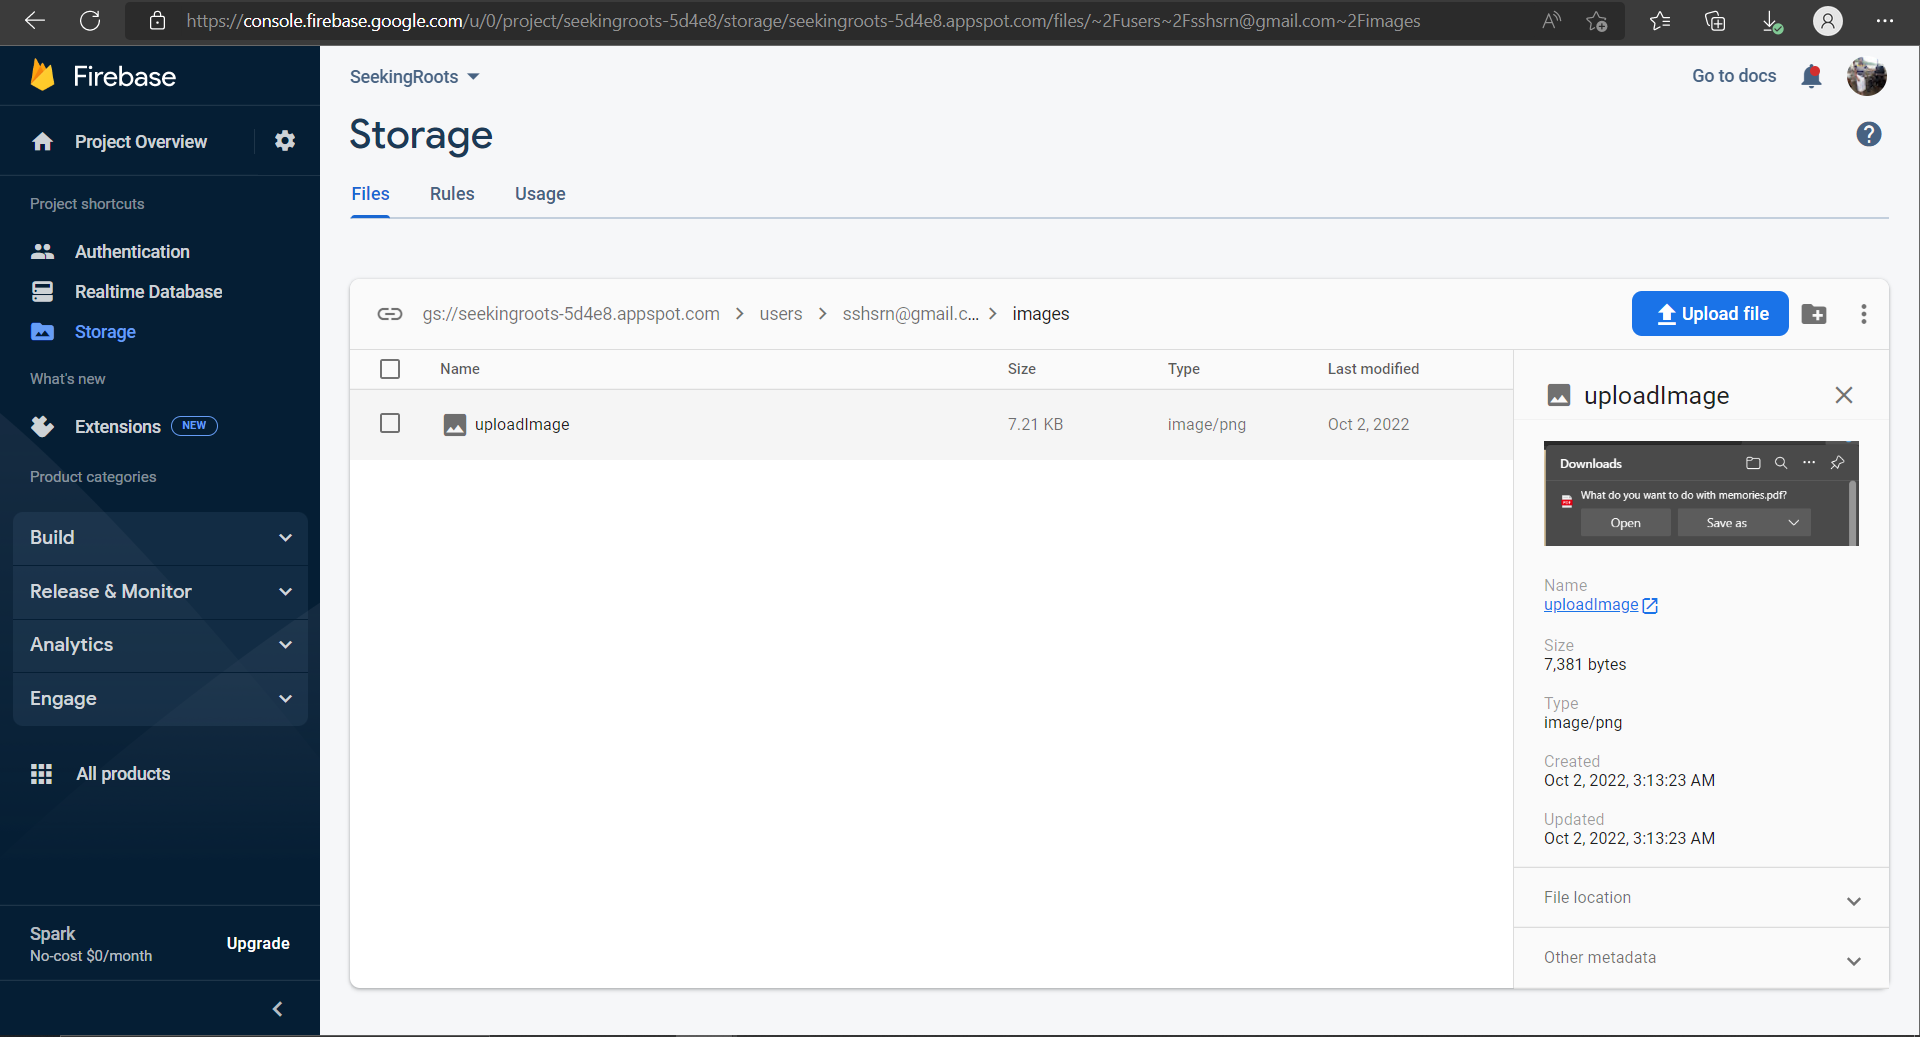 https://console.firebase.google.com/u/0/project/seekingroots-5d4e8/storage/seekingroots-5d4e8.appspot.com/files/~2Fusers~2Fsshsrn@gmail.com~2Fimages
Firebase
Project Overview
Project shortcuts
Authentication
Realtime Database
Storage
What's new
Extensions NEW
Product categories
Build
Release & Monitor
Analytics
Engage
All products
Spark
No-cost $0/month
Upgrade
SeekingRoots
Go to docs
Storage
Files Rules Usage
gs://seekingroots-5d4e8.appspot.com > users > sshsrn@gmail.c... > images
Upload file
Name Size Type Last modified
uploadImage 7.21 KB image/png Oct 2, 2022
uploadImage
Downloads
What do you want to do with memories.pdf?
Open Save as
Name
uploadImage
Size
7,381 bytes
Type
image/png
Created
Oct 2, 2022, 3:13:23 AM
Updated
Oct 2, 2022, 3:13:23 AM
File location
Other metadata